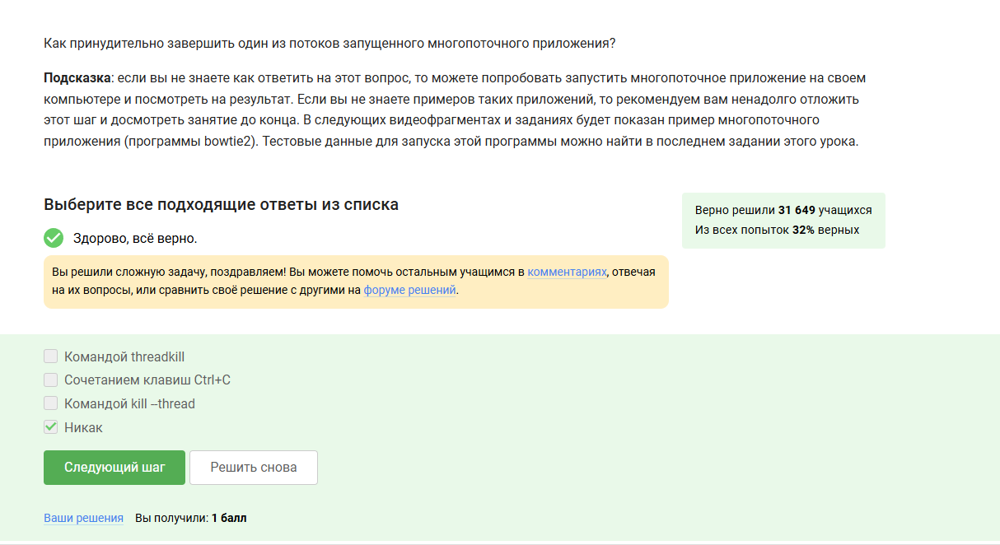 Как принудительно завершить один из потоков запущенного многопоточного приложения?
Подсказка: если вы не знаете как ответить на этот вопрос, то можете попробовать запустить многопоточное приложение на своем
компьютере и посмотреть на результат. Если вы не знаете примеров таких приложений, то рекомендуем вам ненадолго отложить
этот шаг и досмотреть занятие до конца. В следующих видеофрагментах и заданиях будет показан пример многопоточного
приложения (программы bowtie2). Тестовые данные для запуска этой программы можно найти в последнем задании этого урока.
Выберите все подходящие ответы из списка
Верно решили 31 649 учащихся
Из всех попыток 32% верных
Здорово, всё верно.
Вы решили сложную задачу, поздравляем! Вы можете помочь остальным учащимся в комментариях, отвечая
на их вопросы, или сравнить своё решение с другими на форуме решений.
Командой threadkill
Сочетанием клавиш Ctrl+C
Командой kill --thread
Никак
Следующий шаг
Решить снова
Ваши решения Вы получили: 1 балл